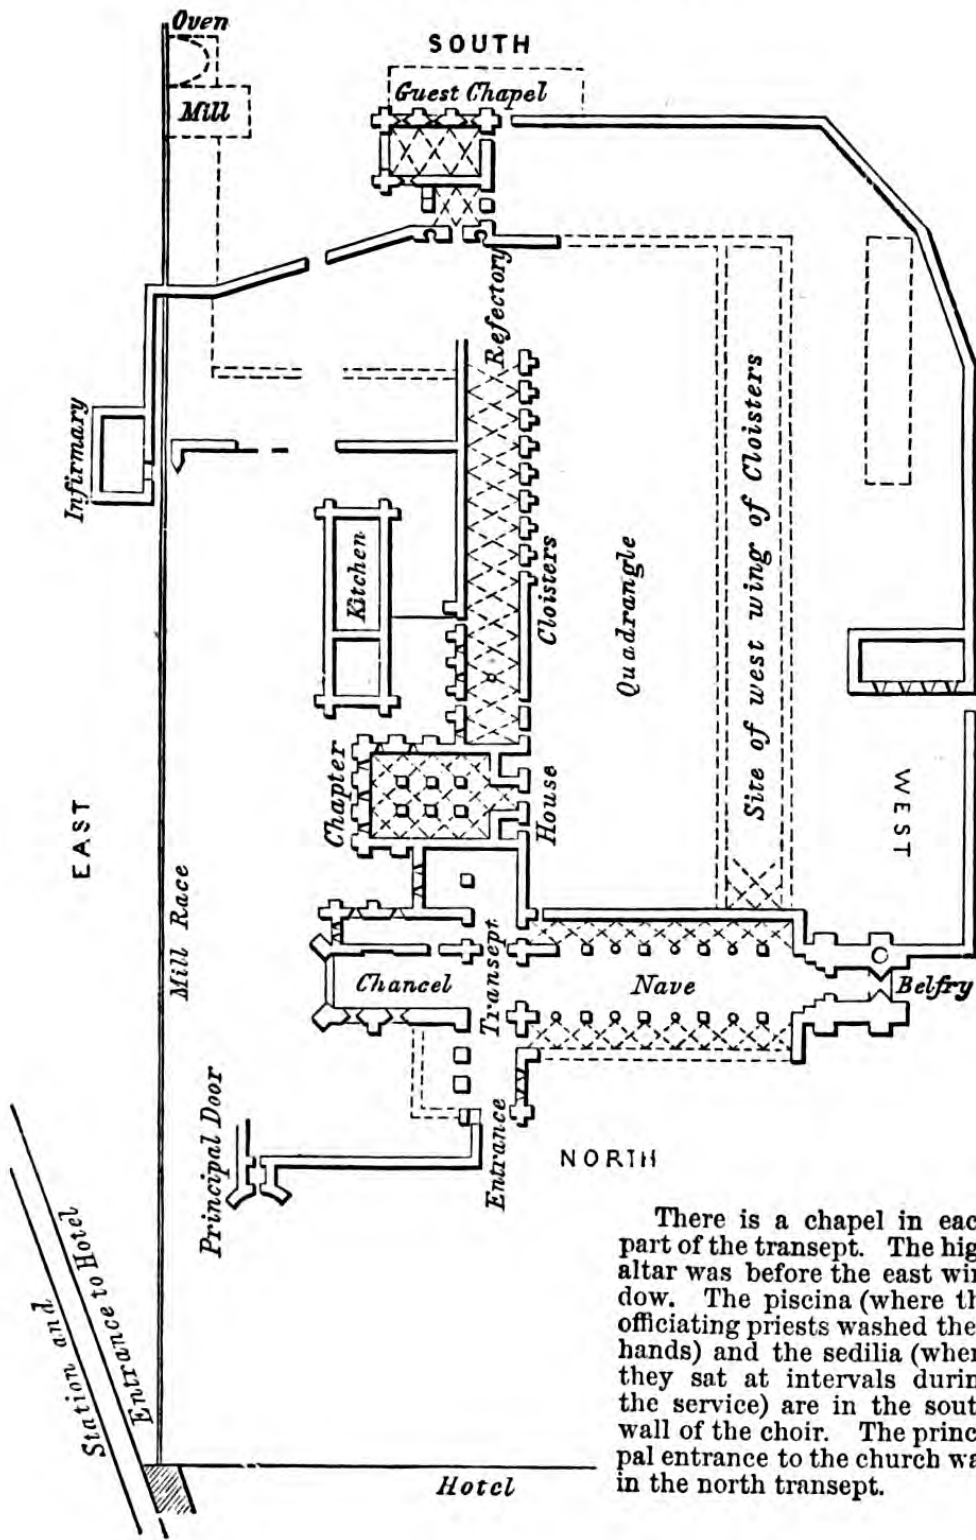 Oven
SOUTH
Guest Chapel
Mill
Refectory
Infirmary
Kitchen
Cloisters
Quadrangle
Site of west wing of Cloisters
WEST
EAST
Chapter
House
Mill Race
Chancel
Transept
Nave
Belfry
Principal Door
Entrance
NORTH
Station and
Entrance to Hotel
Hotel
There is a chapel in eac
part of the transept. The hig
altar was before the east win
dow. The piscina (where th
officiating priests washed the
hands) and the sedilia (wher
they sat at intervals durin
the service) are in the sout
wall of the choir. The princ
pal entrance to the church wa
in the north transept.